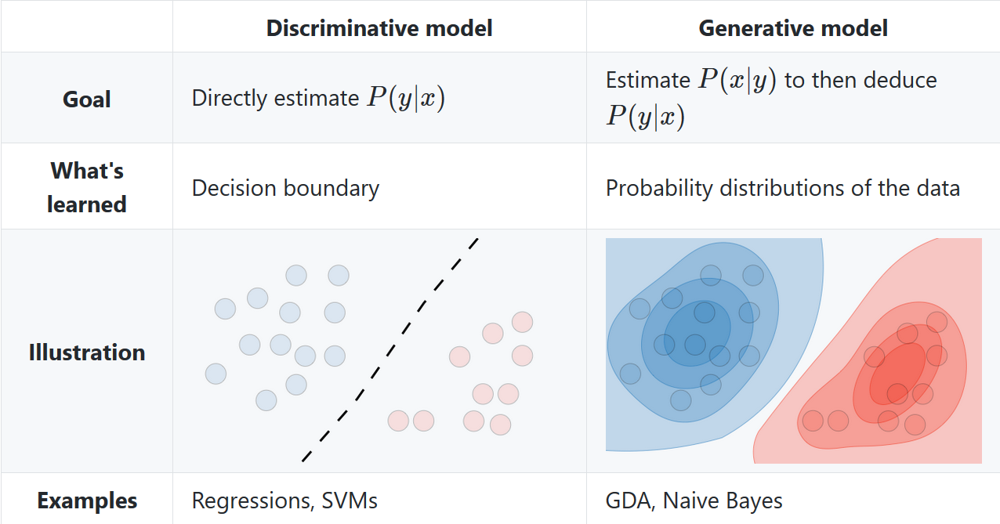 Discriminative model
Generative model
Goal
Directly estimate P(y|x)
Estimate P(x|y) to then deduce
P(y|x)
What's
learned
Decision boundary
Probability distributions of the data
Illustration
Examples
Regressions, SVMs
GDA, Naive Bayes